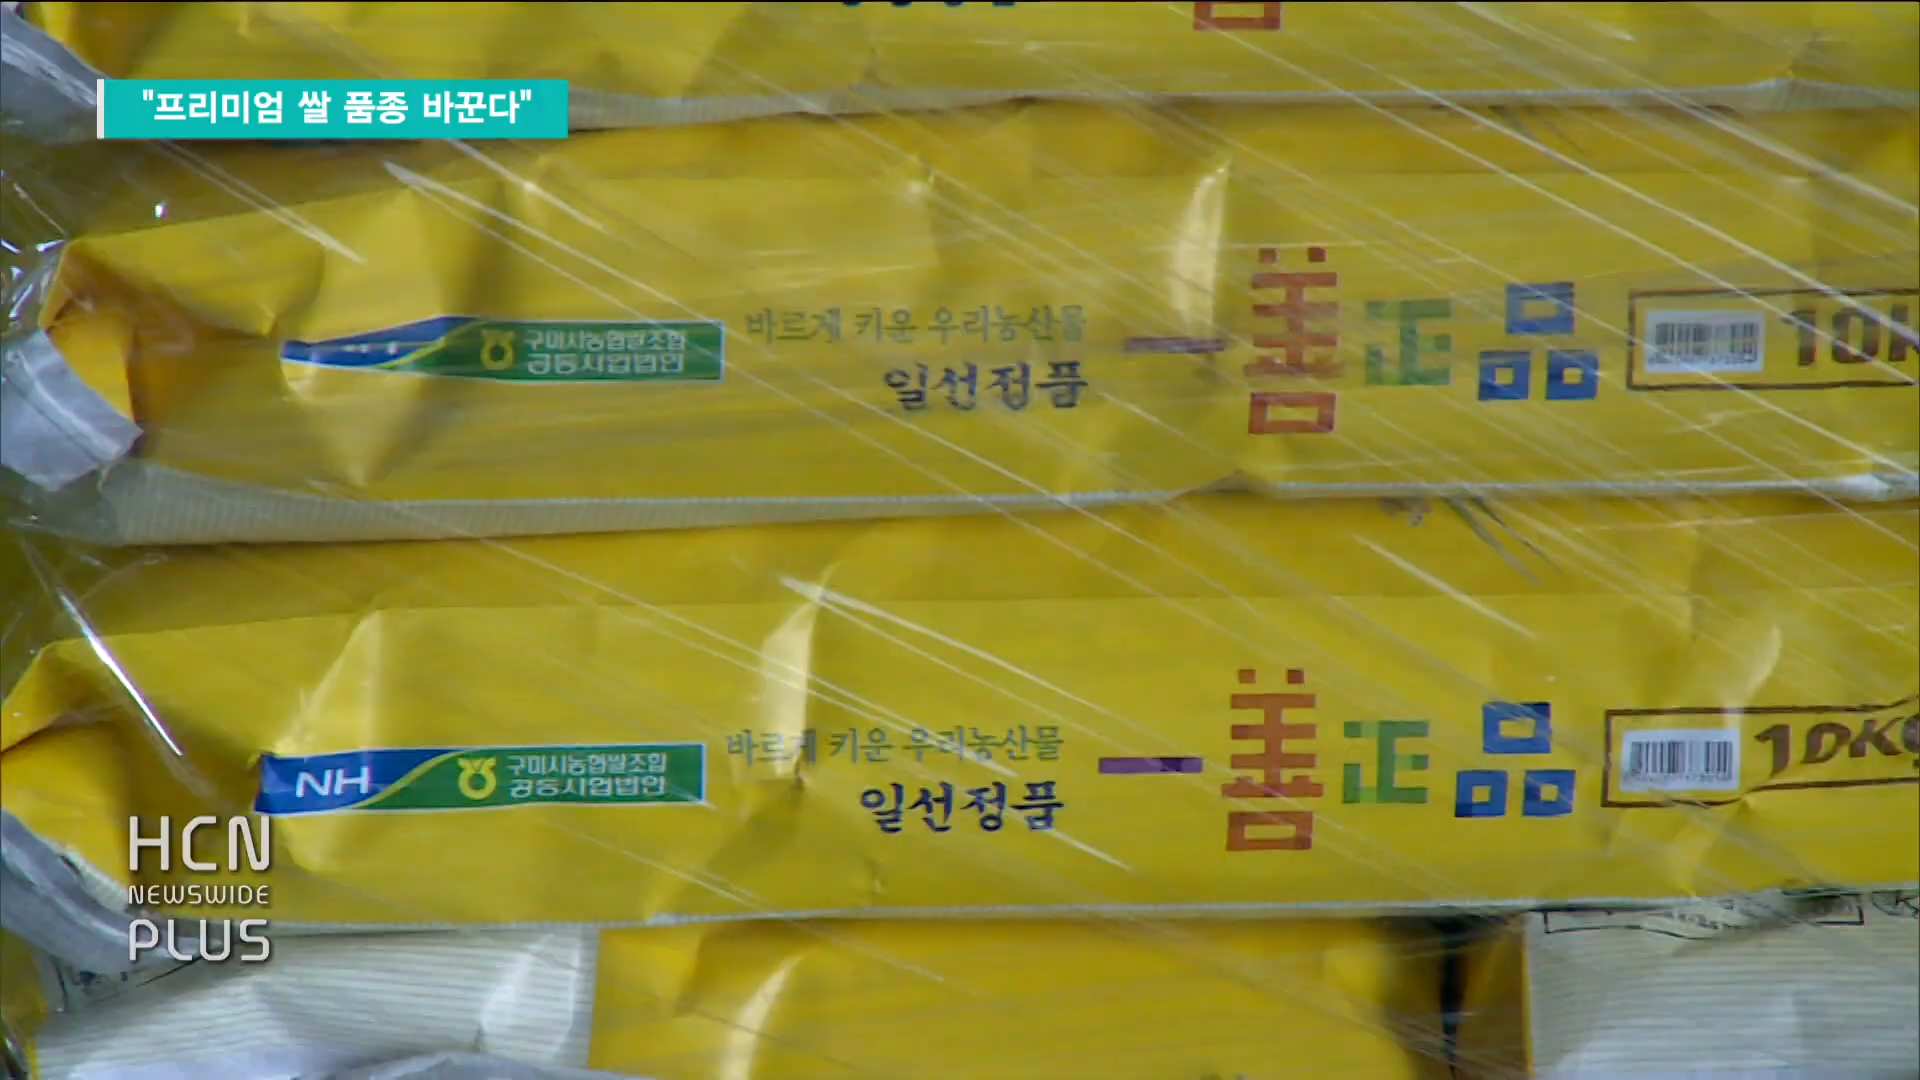 "프리미엄 쌀 품종 바꾼다"
구미시농협쌀조합
공동사업법인
바르게 키운 우리농산물
일선정품
一善正品
10K
NH
구미시농협쌀조합
공동사업법인
바르게 키운 우리농산물
일선정품
一善正品
10KG
HCN
NEWSWIDE
PLUS